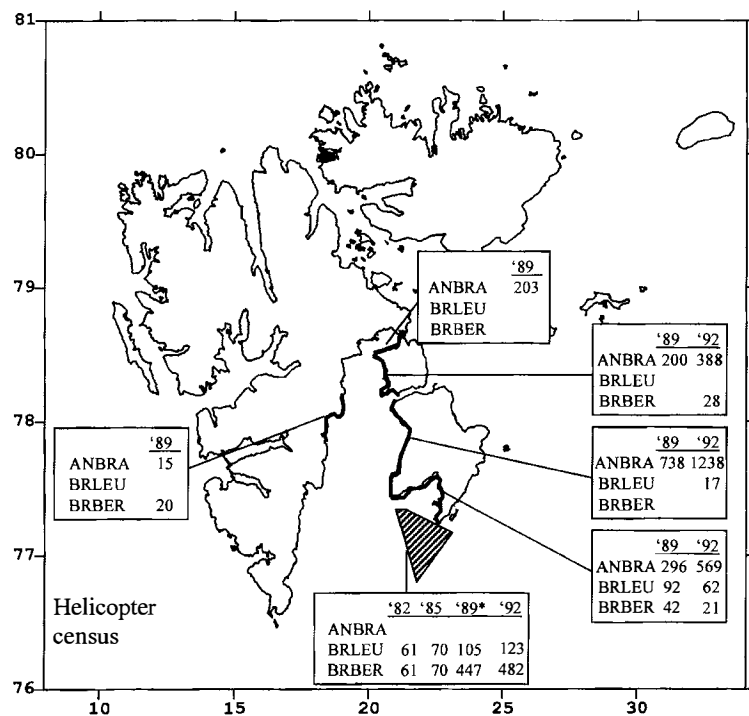 81
80
79
'89
ANBRA 203
BRLEU
BRBER
'89 '92
ANBRA 200 388
BRLEU
BRBER 28
78
'89
ANBRA 15
BRLEU
BRBER 20
'89 '92
ANBRA 738 1238
BRLEU 17
BRBER
77
'89 '92
ANBRA 296 569
BRLEU 92 62
BRBER 42 21
Helicopter
census
'82 '85 '89* '92
ANBRA
BRLEU 61 70 105 123
BRBER 61 70 447 482
76
10 15 20 25 30